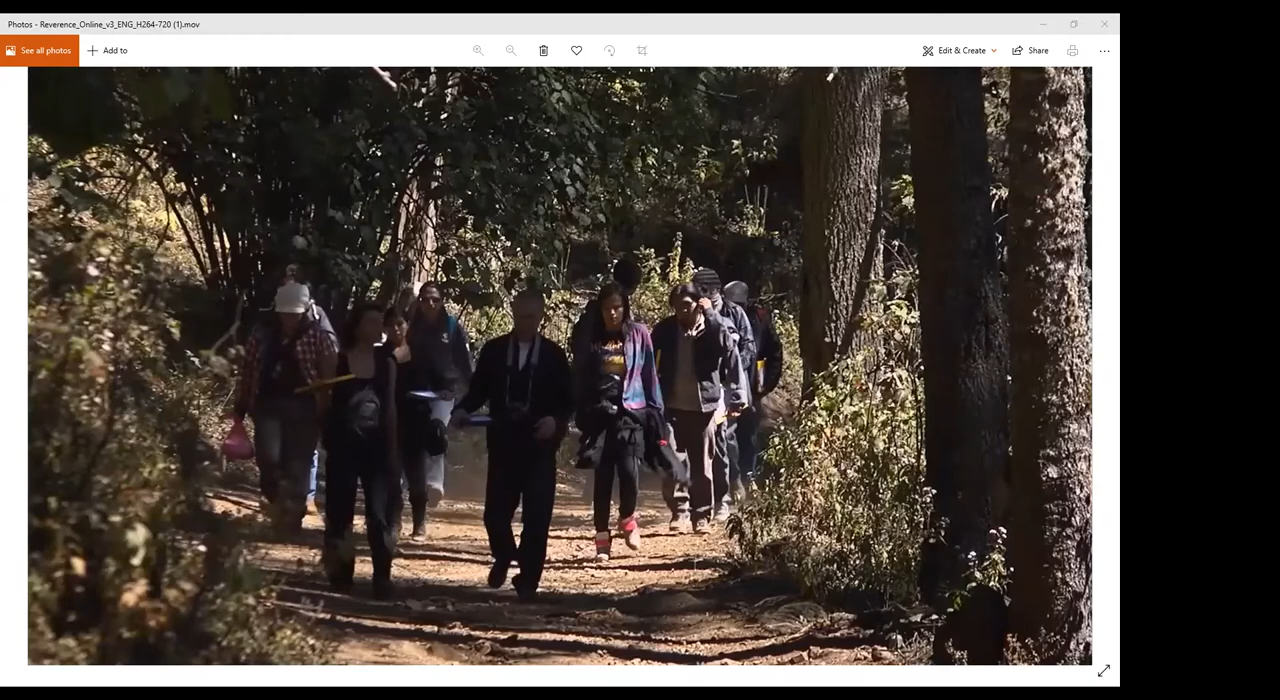 Photos - Reverence_Online_v3_ENG_H264-720 (1).mov
See all photos
Add to
Edit & Create
Share